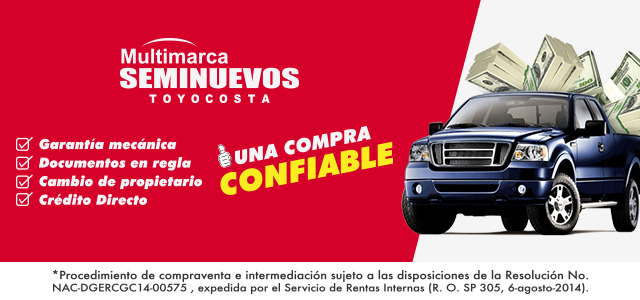 Multimarca
SEMINUEVOS
TOYOCOSTA
Garantía mecánica
Documentos en regla
Cambio de propietario
Crédito Directo
UNA COMPRA
CONFIABLE
*Procedimiento de compraventa e intermediación sujeto a las disposiciones de la Resolución No.
NAC-DGERCGC14-00575 , expedida por el Servicio de Rentas Internas (R. O. SP 305, 6-agosto-2014).